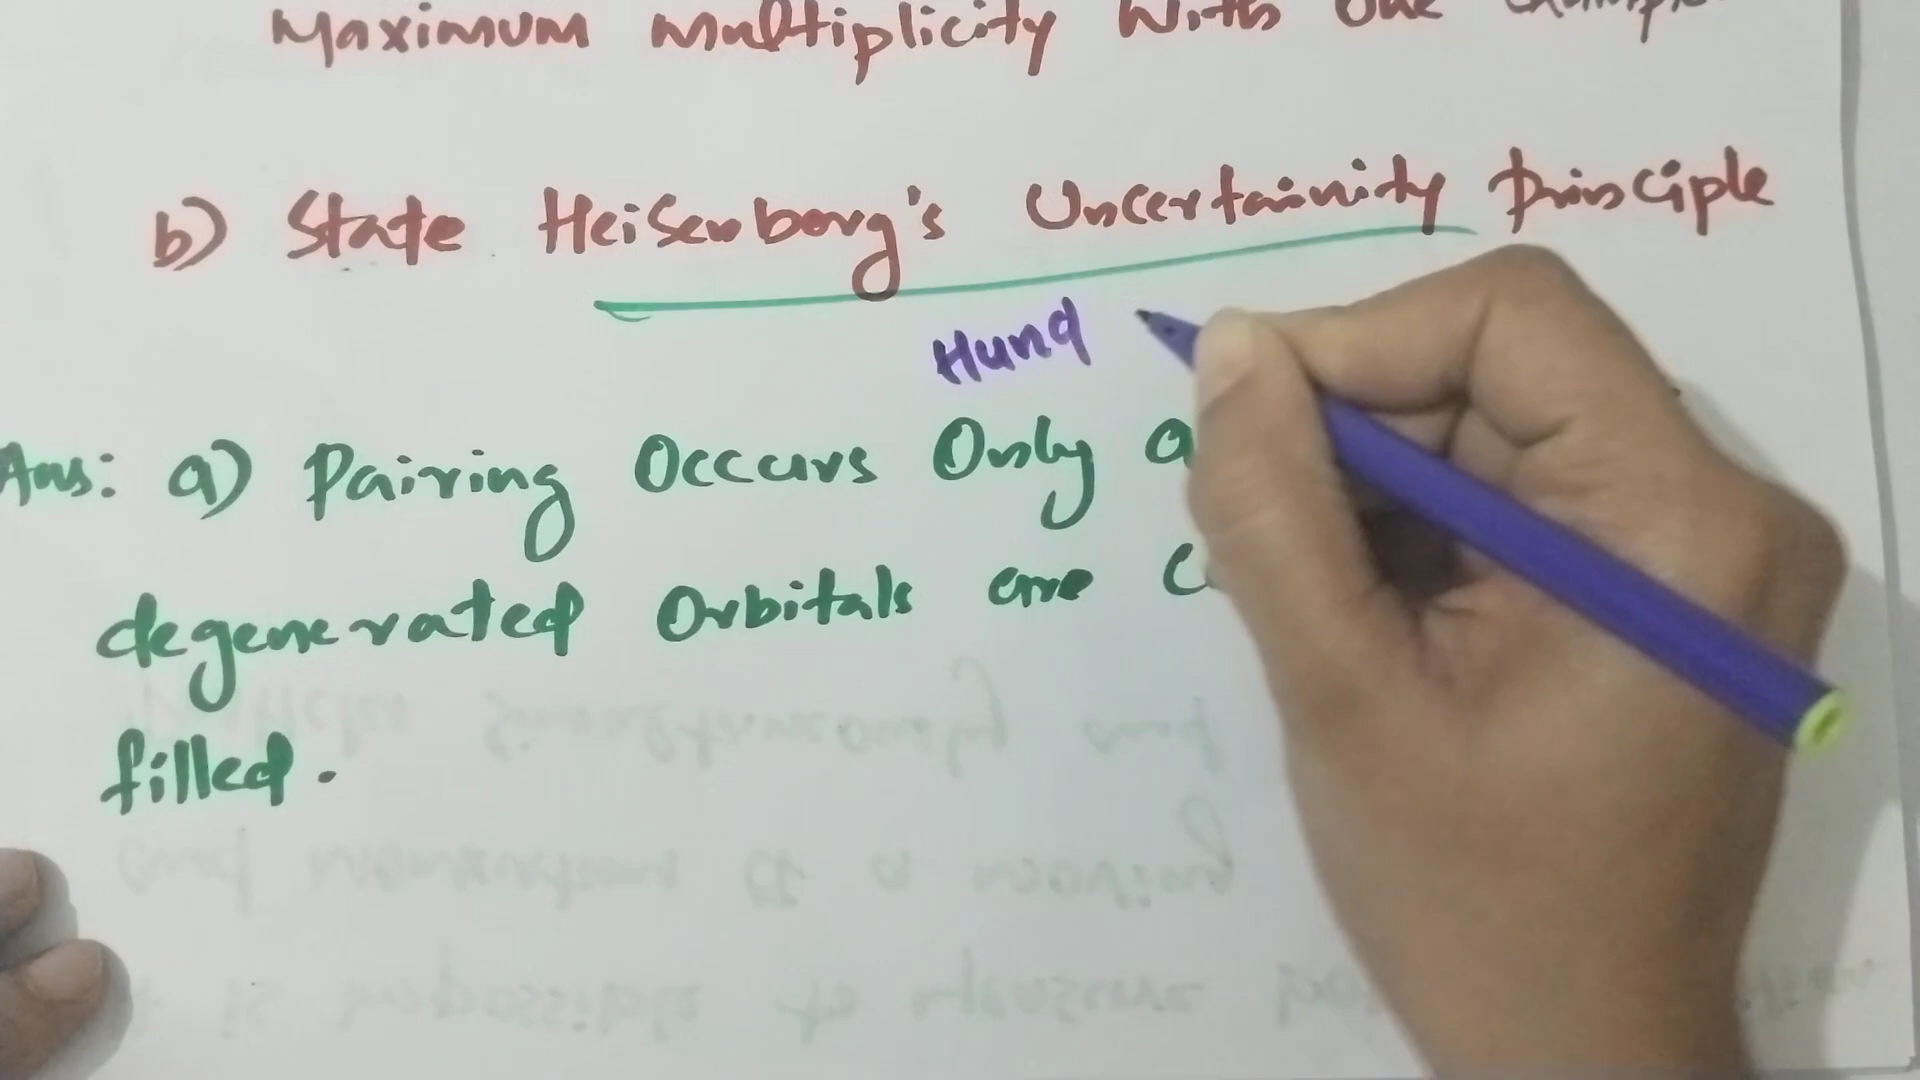 Maximum Multiplicity With One
b) State Heisenberg's Uncertainity Principle
Hund
Ans: a) Pairing Occurs Only
degenerated Orbitals are
filled.